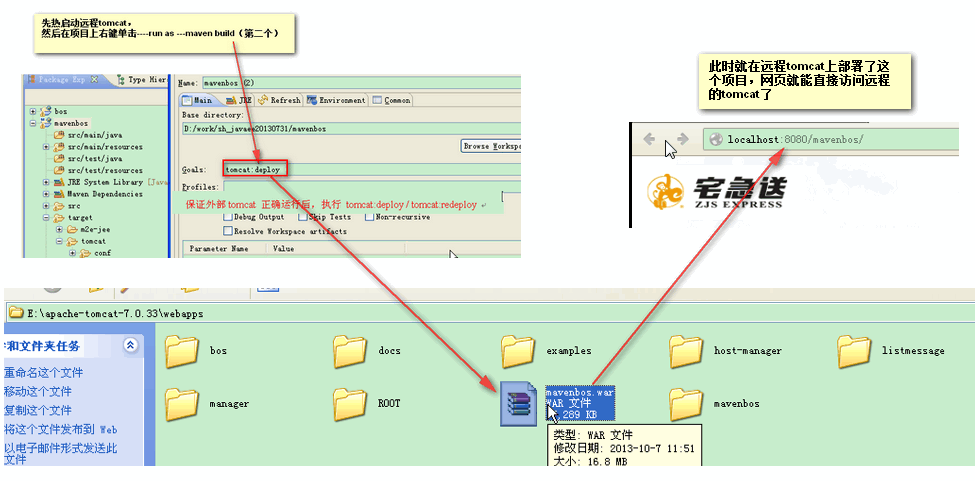 先热启动远程tomcat，
然后在项目上右键单击----run as ---maven build（第二个）
此时就在远程tomcat上部署了这
个项目，网页就能直接访问远程
的tomcat了
Package Exp
Type Hier
bos
mavenbos
src/main/java
src/main/resources
src/test/java
src/test/resources
JRE System Library [Java
Maven Dependencies
src
target
m2e-jee
tomcat
conf
Name: mavenbos (2)
Main JRE Refresh Environment Common
Base directory:
D:/work/sh_javaee20130731/mavenbos
Browse Workspa
Goals: tomcat:deploy
Profiles:
保证外部 tomcat 正确运行后，执行 tomcat:deploy / tomcat:redeploy
Debug Output Skip Tests Non-recursive
Resolve Workspace artifacts
Parameter Name Value
localhost:8080/mavenbos/
宅急送
ZJS EXPRESS
E:\apache-tomcat-7.0.33\webapps
和文件夹任务
重命名这个文件
移动这个文件
复制这个文件
将这个文件发布到 Web
以电子邮件形式发送此
文件
bos docs examples host-manager listmessage
manager ROOT mavenbos.war mavenbos
WAR 文件
289 KB
类型: WAR 文件
修改日期: 2013-10-7 11:51
大小: 16.8 MB